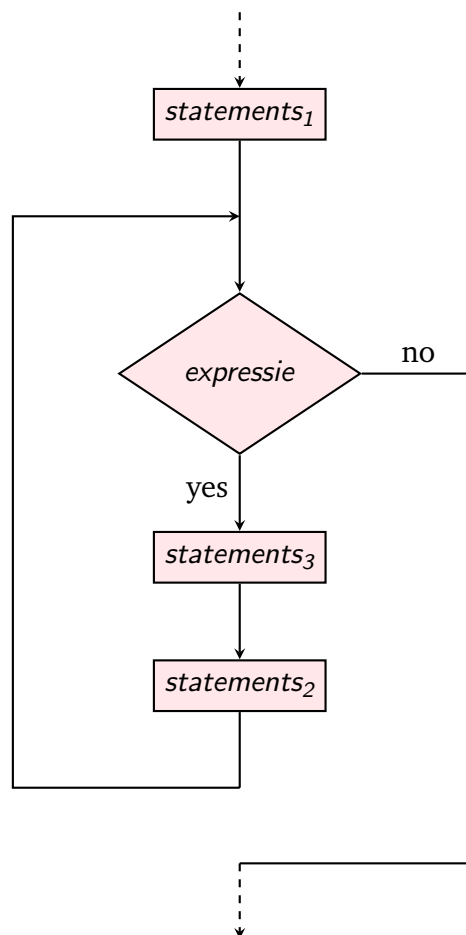 statements₁
expressie
no
yes
statements₃
statements₂